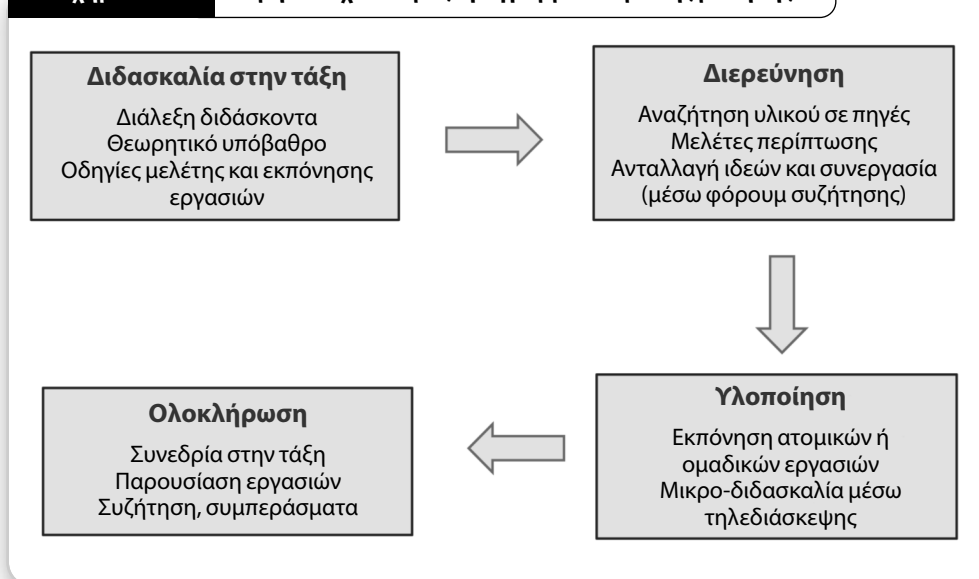 Διδασκαλία στην τάξη
Διάλεξη διδάσκοντα
Θεωρητικό υπόβαθρο
Οδηγίες μελέτης και εκπόνησης
εργασιών
Διερεύνηση
Αναζήτηση υλικού σε πηγές
Μελέτες περίπτωσης
Ανταλλαγή ιδεών και συνεργασία
(μέσω φόρουμ συζήτησης)
Υλοποίηση
Εκπόνηση ατομικών ή
ομαδικών εργασιών
Μικρο-διδασκαλία μέσω
τηλεδιάσκεψης
Ολοκλήρωση
Συνεδρία στην τάξη
Παρουσίαση εργασιών
Συζήτηση, συμπεράσματα